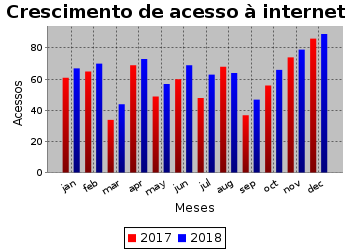 Crescimento de acesso à internet
Acessos
80
60
40
20
0
jan feb mar apr may jun jul aug sep oct nov dec
Meses
2017 2018